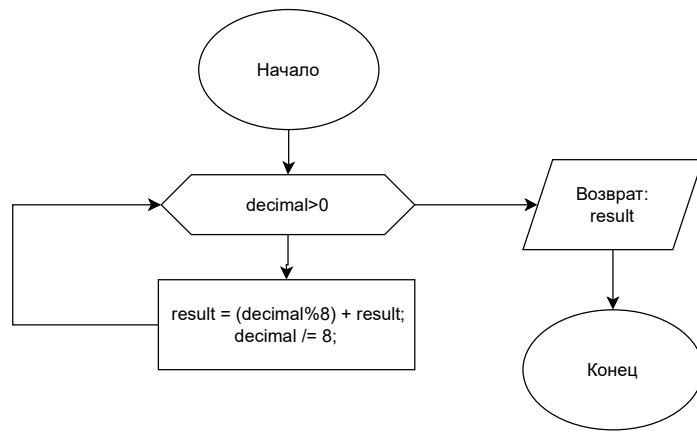 Начало
decimal>0
result = (decimal%8) + result;
decimal /= 8;
Возврат:
result
Конец